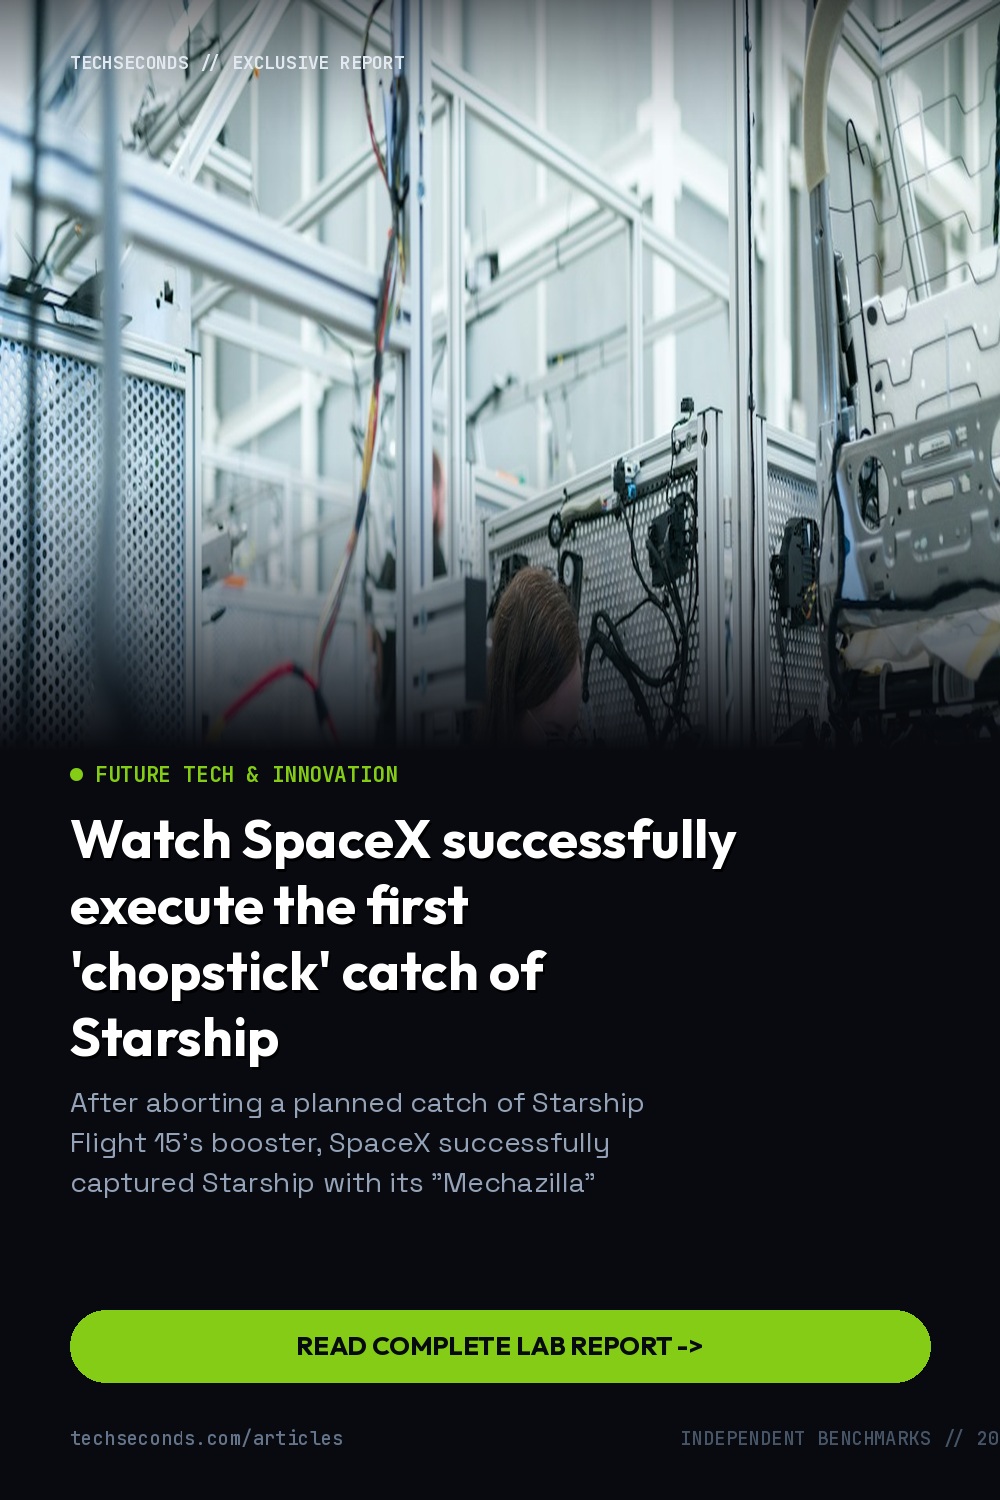 TECHSECONDS // EXCLUSIVE REPORT
FUTURE TECH & INNOVATION
Watch SpaceX successfully
execute the first
'chopstick' catch of
Starship
After aborting a planned catch of Starship
Flight 15’s booster, SpaceX successfully
captured Starship with its ”Mechazilla”
READ COMPLETE LAB REPORT ->
techseconds.com/articles
INDEPENDENT BENCHMARKS // 20